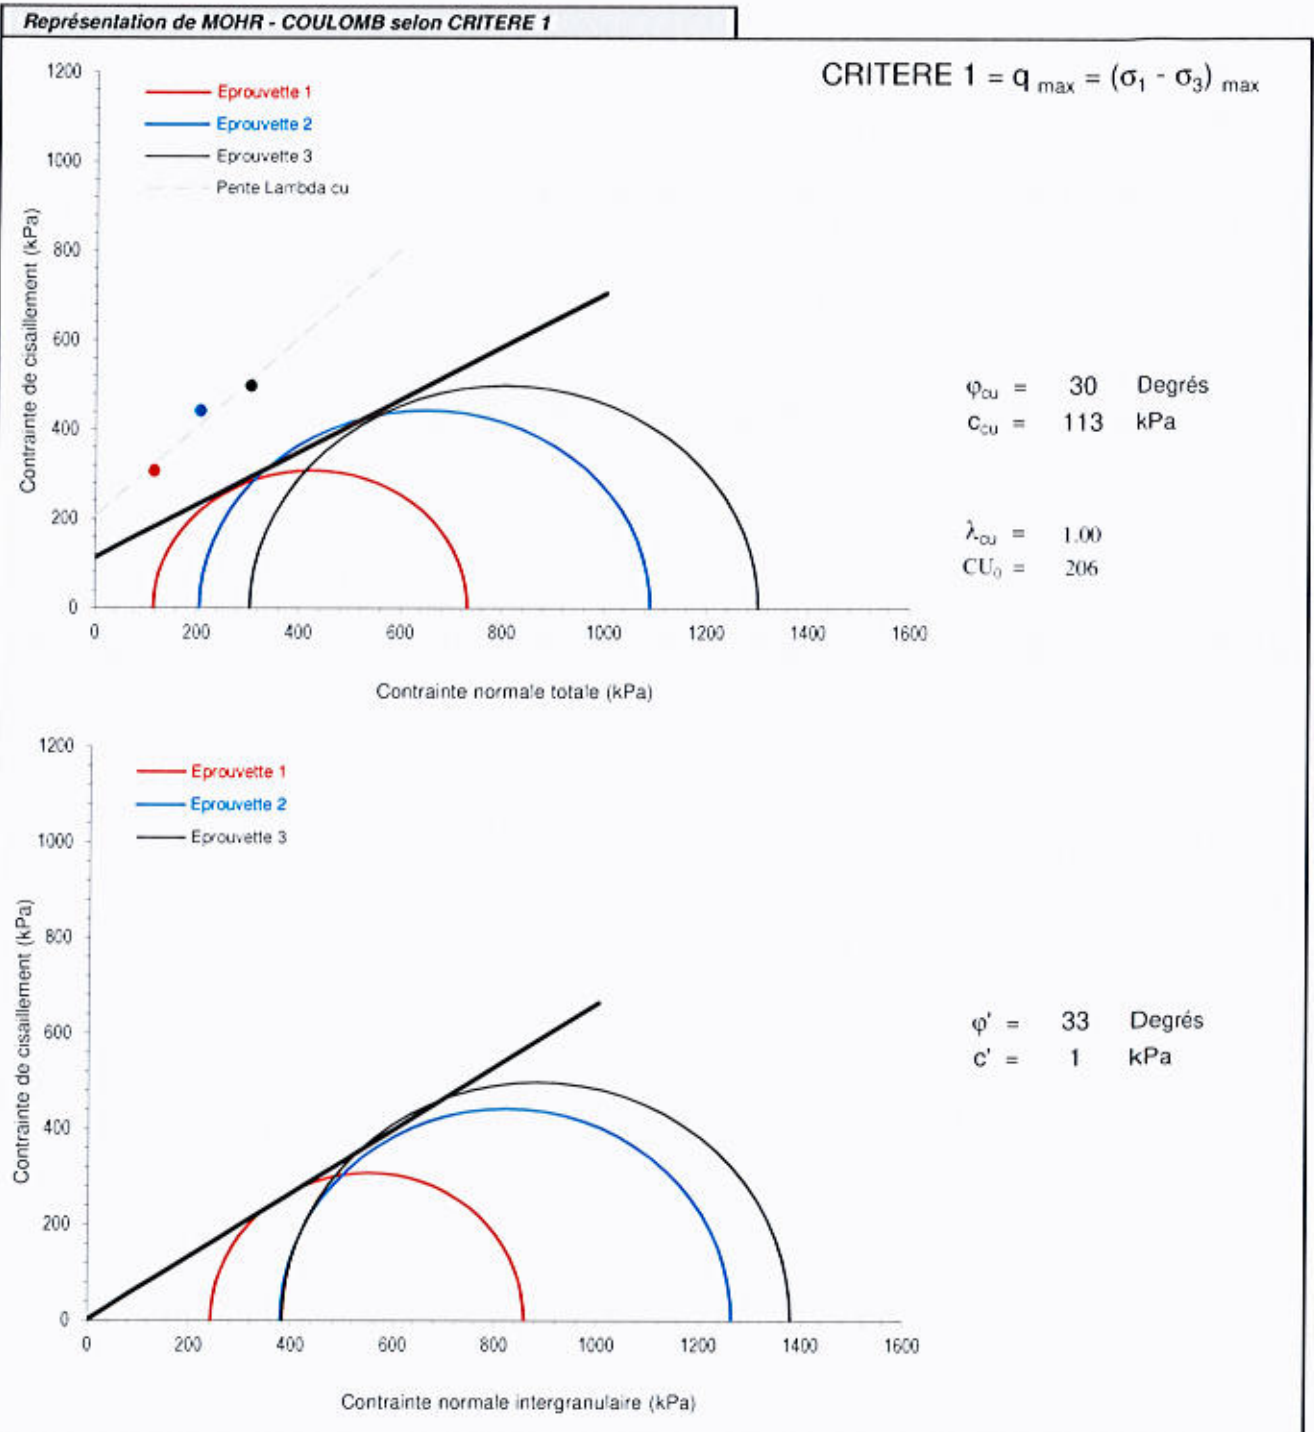 Représentation de MOHR - COULOMB selon CRITERE 1
CRITERE 1 = q max = (σ1 - σ3) max
Eprouvette 1
Eprouvette 2
Eprouvette 3
Pente Lambda cu
Contrainte de cisaillement (kPa)
1200
1000
800
600
400
200
0
0 200 400 600 800 1000 1200 1400 1600
Contrainte normale totale (kPa)
φcu = 30 Degrés
ccu = 113 kPa
λcu = 1.00
CU0 = 206
Eprouvette 1
Eprouvette 2
Eprouvette 3
Contrainte de cisaillement (kPa)
1200
1000
800
600
400
200
0
0 200 400 600 800 1000 1200 1400 1600
Contrainte normale intergranulaire (kPa)
φ' = 33 Degrés
c' = 1 kPa